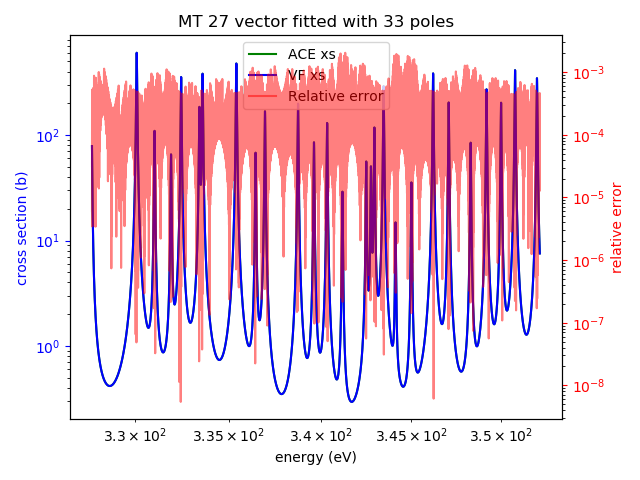 MT 27 vector fitted with 33 poles
ACE xs
VF xs
Relative error
10²
10¹
10⁰
cross section (b)
10⁻³
10⁻⁴
10⁻⁵
10⁻⁶
10⁻⁷
10⁻⁸
relative error
3.3 × 10² 3.35 × 10² 3.4 × 10² 3.45 × 10² 3.5 × 10²
energy (eV)